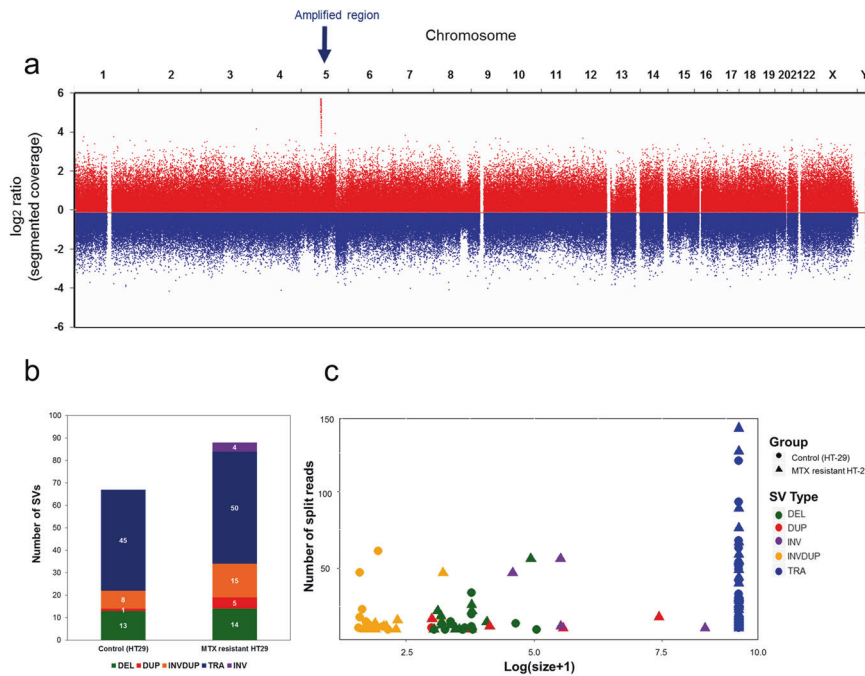 Amplified region
Chromosome
a
1 2 3 4 5 6 7 8 9 10 11 12 13 14 15 16 17 18 19 20 21 22 X Y
6
4
2
0
-2
-4
-6
log2 ratio
(segmented coverage)
b
100
90
80
70
60
50
40
30
20
10
0
Number of SVs
45
8
1
13
4
50
15
5
14
Control (HT29) MTX resistant HT29
DEL DUP INVDUP TRA INV
c
150
100
50
Number of split reads
2.5 5.0 7.5 10.0
Log(size+1)
Group
Control (HT-29)
MTX resistant HT-2
SV Type
DEL
DUP
INV
INVDUP
TRA